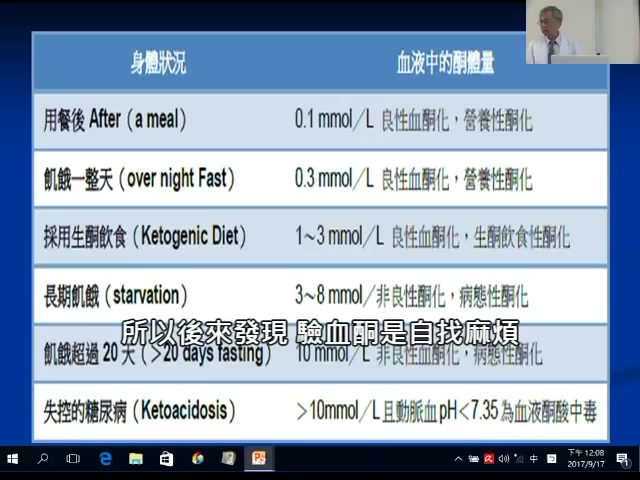 身體狀況 血液中的酮體量
用餐後 After（a meal） 0.1 mmol／L 良性血酮化，營養性酮化
飢餓一整天（over night Fast） 0.3 mmol／L 良性血酮化，營養性酮化
採用生酮飲食（Ketogenic Diet） 1～3 mmol／L 良性血酮化，生酮飲食性酮化
長期飢餓（starvation） 3～8 mmol／非良性酮化，病態性酮化
所以後來發現 驗血酮是自找麻煩
飢餓超過 20 天（＞20 days fasting） 10 mmol／L 非良性血酮化，病態性酮化
失控的糖尿病（Ketoacidosis） ＞10mmol／L 且動脈血 pH＜7.35 為血液酮酸中毒
下午 12:08
中 2017/9/17